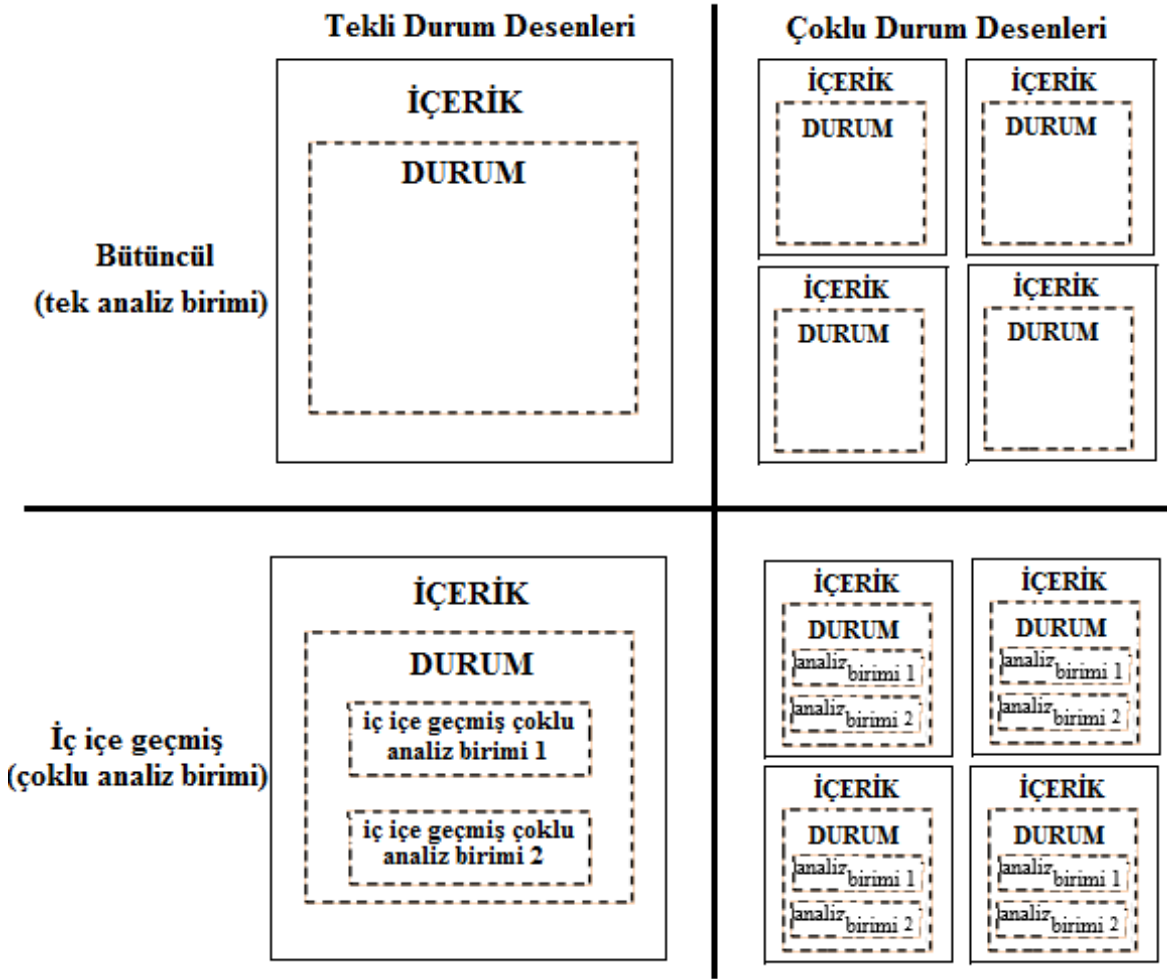 Tekli Durum Desenleri
Çoklu Durum Desenleri
Bütüncül
(tek analiz birimi)
İÇERİK
DURUM
İÇERİK
DURUM
İÇERİK
DURUM
İÇERİK
DURUM
İÇERİK
DURUM
İç içe geçmiş
(çoklu analiz birimi)
İÇERİK
DURUM
iç içe geçmiş çoklu
analiz birimi 1
iç içe geçmiş çoklu
analiz birimi 2
İÇERİK
DURUM
analiz birimi 1
analiz birimi 2
İÇERİK
DURUM
analiz birimi 1
analiz birimi 2
İÇERİK
DURUM
analiz birimi 1
analiz birimi 2
İÇERİK
DURUM
analiz birimi 1
analiz birimi 2